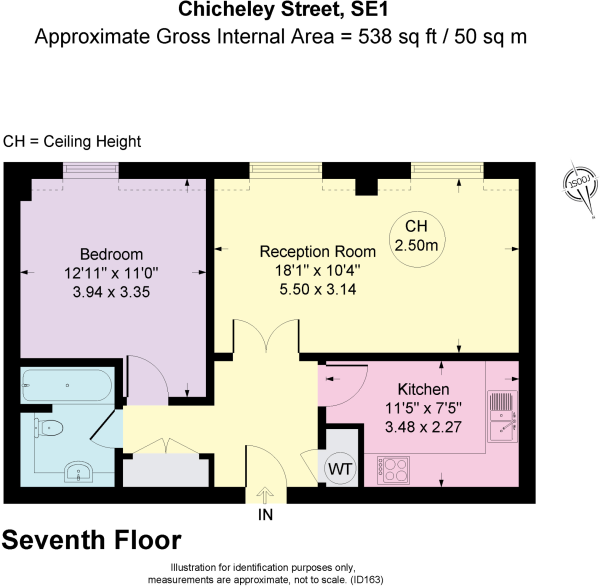 Chicheley Street, SE1
Approximate Gross Internal Area = 538 sq ft / 50 sq m
CH = Ceiling Height
Bedroom
12'11" x 11'0"
3.94 x 3.35
Reception Room
18'1" x 10'4"
5.50 x 3.14
CH
2.50m
Kitchen
11'5" x 7'5"
3.48 x 2.27
WT
IN
Seventh Floor
Illustration for identification purposes only,
measurements are approximate, not to scale. (ID163)